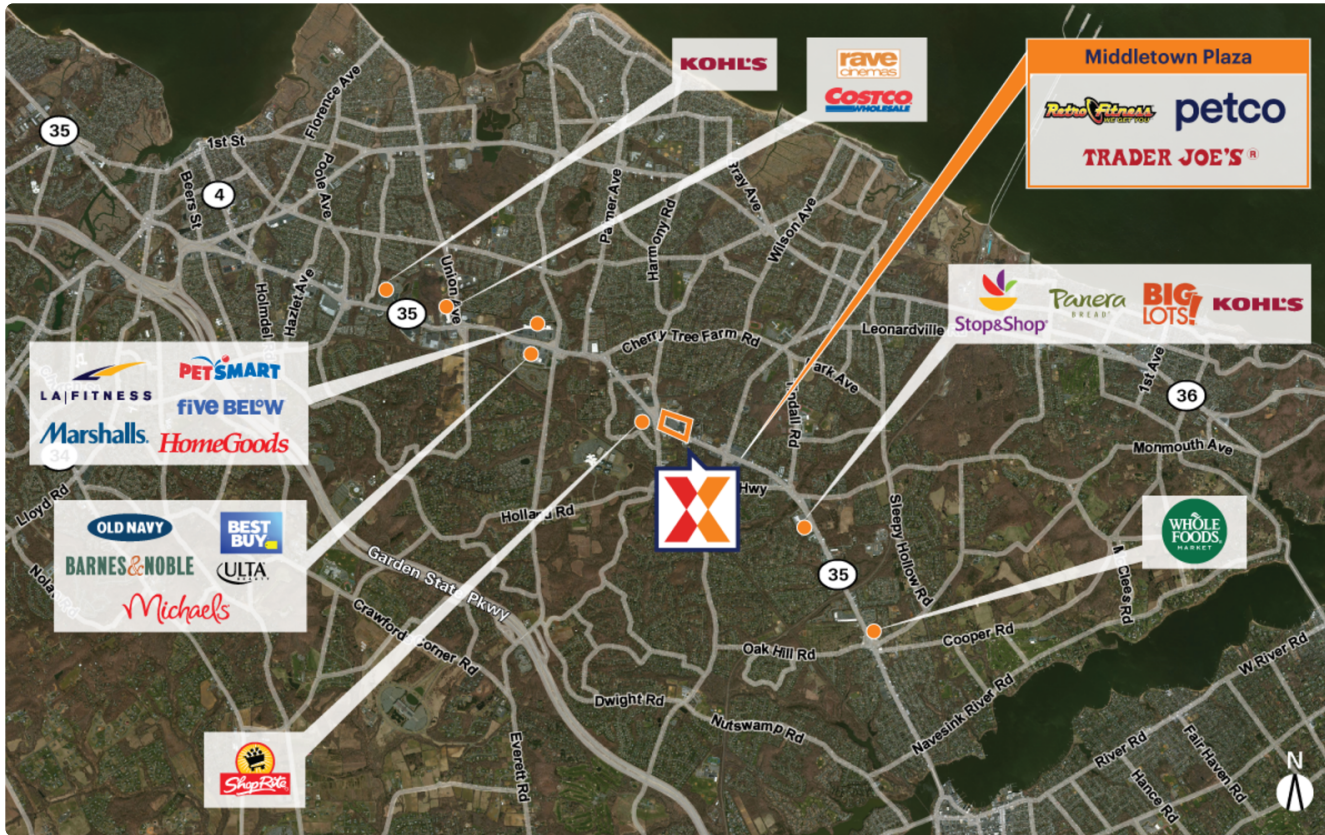 KOHL'S
rave
cinemas
COSTCO
WHOLESALE
Middletown Plaza
Retro Fitness
WE GET YOU
petco
TRADER JOE'S ®
35
1st St
Florence Ave
4
Beers St
Poole Ave
Palmer Ave
Harmony Rd
Wilson Ave
Union Ave
35
Hazlet Ave
Cherry Tree Farm Rd
Leonardville
Stop&Shop
Panera
BREAD
BIG
LOTS!
KOHL'S
1st Ave
36
LA|FITNESS
PETSMART
five BELOW
Marshalls.
HomeGoods
34
Lloyd Rd
Monmouth Ave
Hwy
Holland Rd
Sleepy Hollow Rd
OLD NAVY
BEST
BUY
BARNES&NOBLE
ULTA
BEAUTY
Michaels
Garden State Pkwy
Crawford Corner Rd
35
WHOLE
FOODS
MARKET
Oak Hill Rd
Cooper Rd
Dwight Rd
Nutswamp Rd
Navesink River Rd
W River Rd
River Rd
Fair Haven Rd
Hance Rd
Everett Rd
ShopRite
N